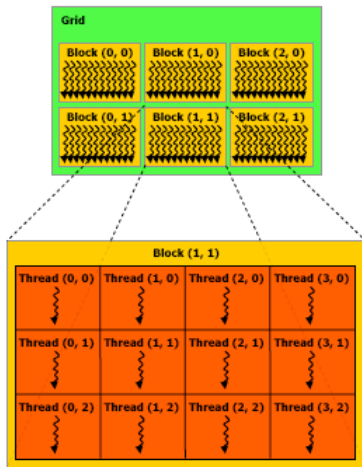 Grid
Block (0, 0) Block (1, 0) Block (2, 0)
Block (0, 1) Block (1, 1) Block (2, 1)
Block (1, 1)
Thread (0, 0) Thread (1, 0) Thread (2, 0) Thread (3, 0)
Thread (0, 1) Thread (1, 1) Thread (2, 1) Thread (3, 1)
Thread (0, 2) Thread (1, 2) Thread (2, 2) Thread (3, 2)